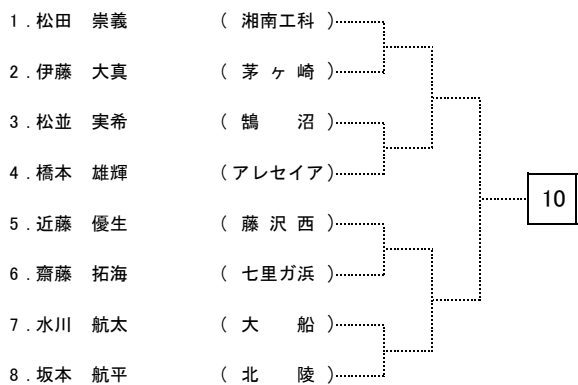 1．松田　崇義　（ 湘南工科 ）
2．伊藤　大真　（ 茅ヶ崎 ）
3．松並　実希　（ 鵠　沼 ）
4．橋本　雄輝　（アレセイア）
5．近藤　優生　（ 藤沢西 ）
10
6．齋藤　拓海　（ 七里ガ浜 ）
7．水川　航太　（ 大　船 ）
8．坂本　航平　（ 北　陵 ）